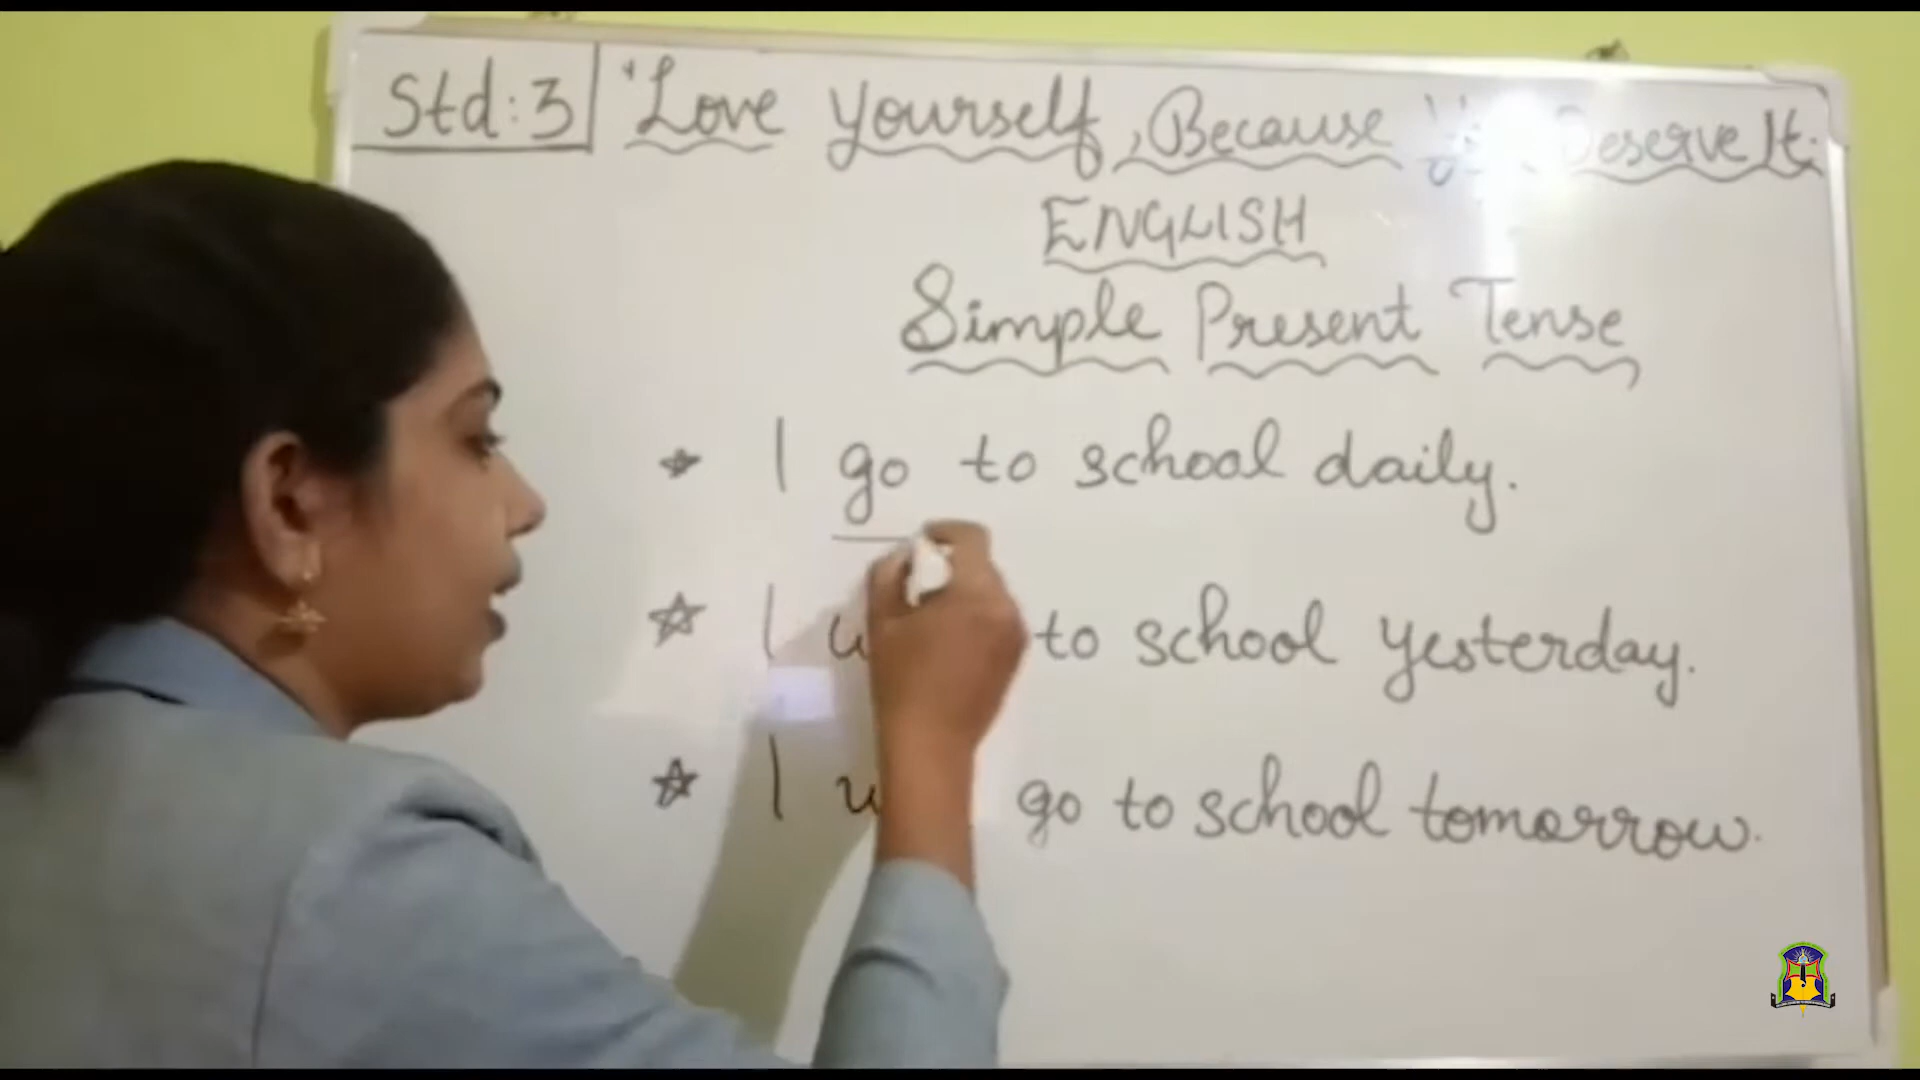 Std:3 'Love Yourself, Because Deserve It.
ENGLISH
Simple Present Tense
I go to school daily.
I to school yesterday.
I go to school tomorrow.